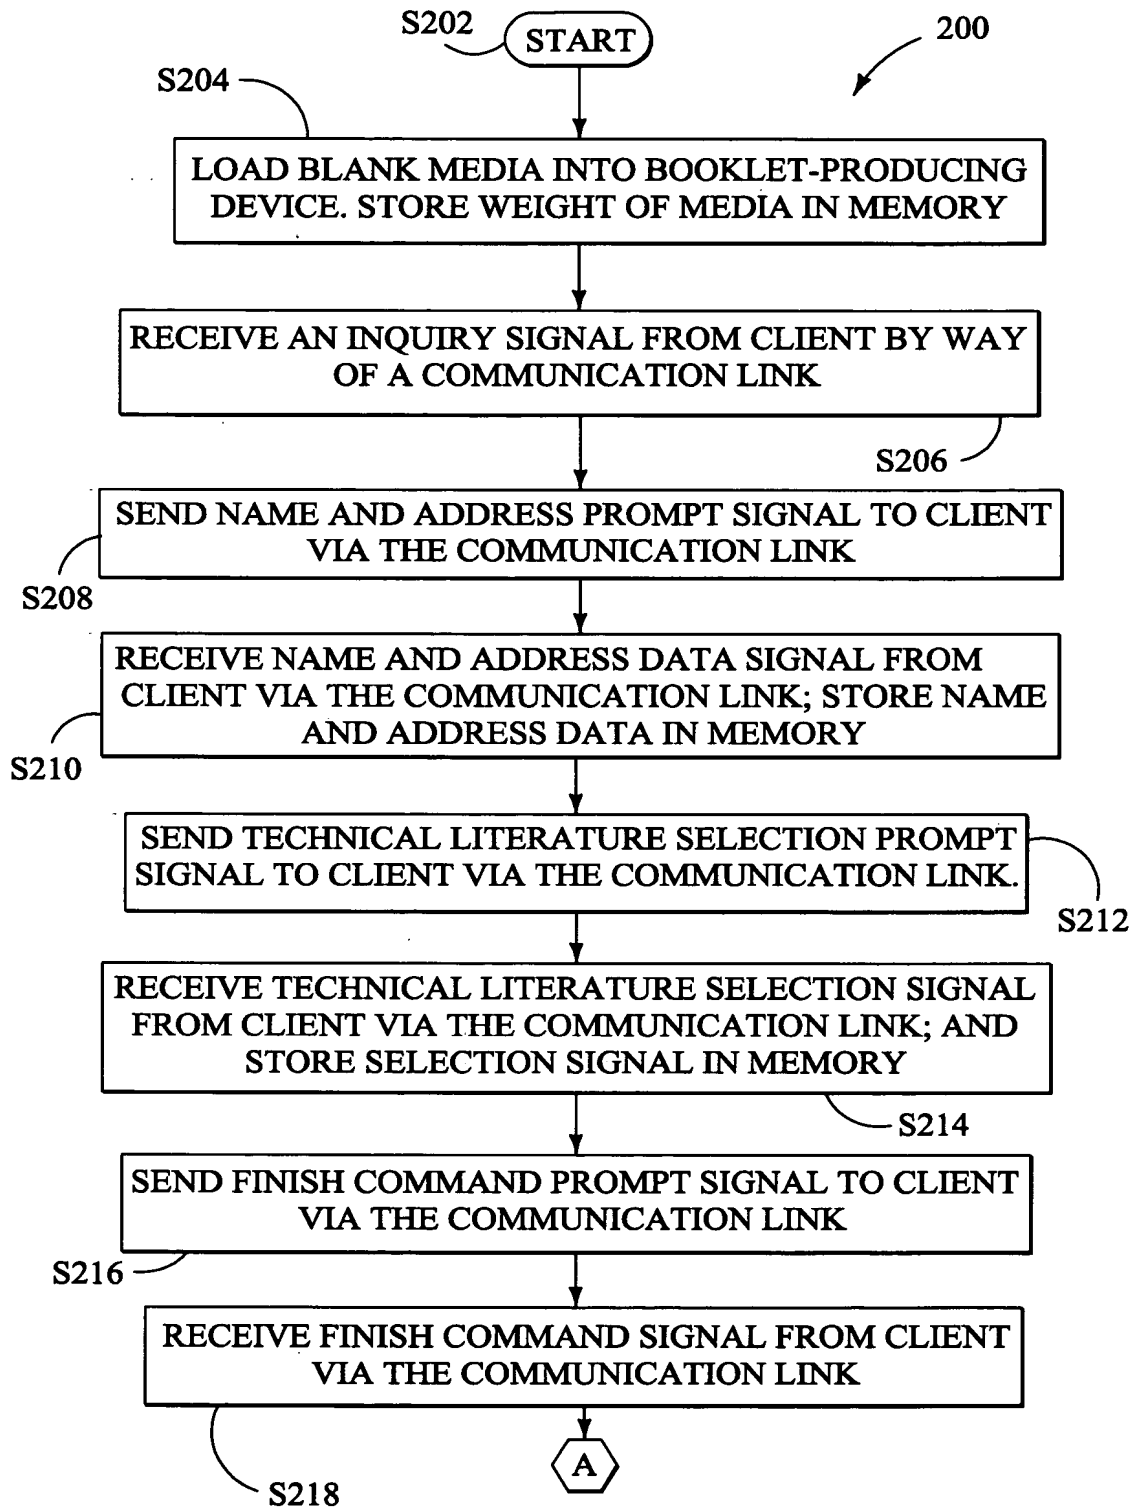 S202
START
200
S204
LOAD BLANK MEDIA INTO BOOKLET-PRODUCING
DEVICE. STORE WEIGHT OF MEDIA IN MEMORY
RECEIVE AN INQUIRY SIGNAL FROM CLIENT BY WAY
OF A COMMUNICATION LINK
S206
SEND NAME AND ADDRESS PROMPT SIGNAL TO CLIENT
VIA THE COMMUNICATION LINK
S208
RECEIVE NAME AND ADDRESS DATA SIGNAL FROM
CLIENT VIA THE COMMUNICATION LINK; STORE NAME
AND ADDRESS DATA IN MEMORY
S210
SEND TECHNICAL LITERATURE SELECTION PROMPT
SIGNAL TO CLIENT VIA THE COMMUNICATION LINK.
S212
RECEIVE TECHNICAL LITERATURE SELECTION SIGNAL
FROM CLIENT VIA THE COMMUNICATION LINK; AND
STORE SELECTION SIGNAL IN MEMORY
S214
SEND FINISH COMMAND PROMPT SIGNAL TO CLIENT
VIA THE COMMUNICATION LINK
S216
RECEIVE FINISH COMMAND SIGNAL FROM CLIENT
VIA THE COMMUNICATION LINK
S218
A